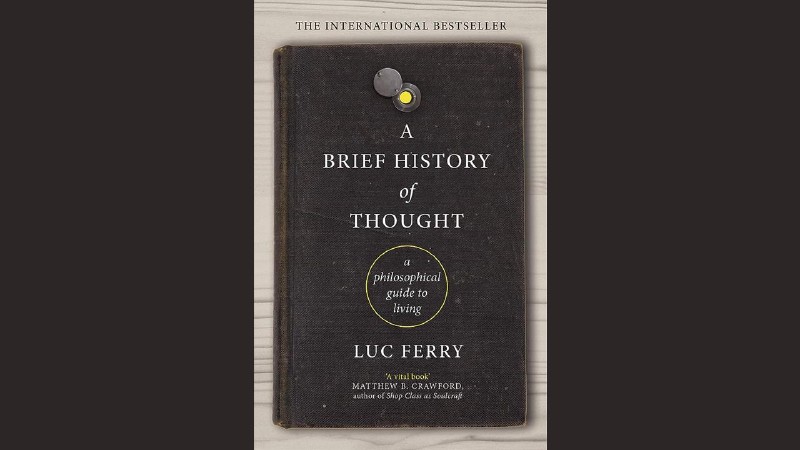 THE INTERNATIONAL BESTSELLER
A
BRIEF HISTORY
of
THOUGHT
a
philosophical
guide to
living
LUC FERRY
'A vital book'
MATTHEW B. CRAWFORD,
author of Shop Class as Soulcraft